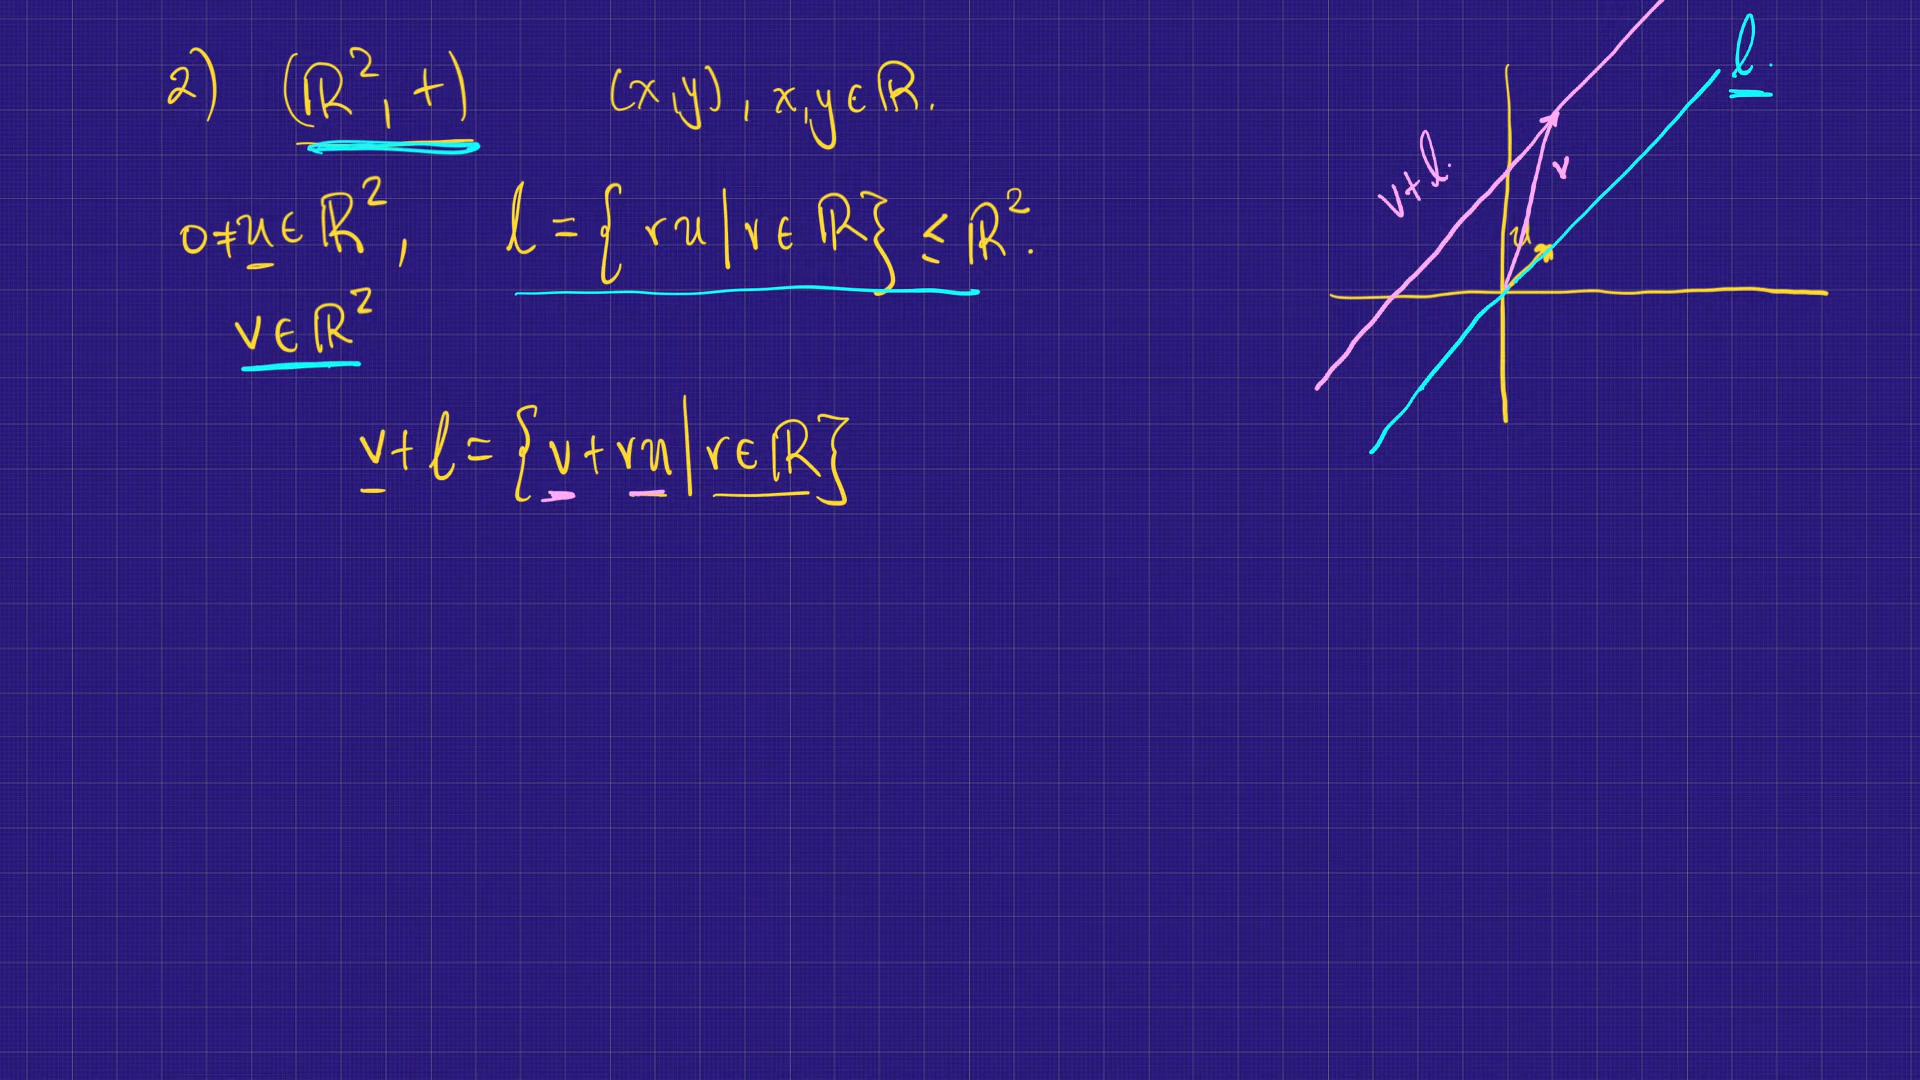 2) (ℝ², +) (x,y), x,y∈ℝ.
0≠u∈ℝ², l = { ru | r∈ℝ} ≤ ℝ².
v∈ℝ²
v+l = { v+ru | r∈ℝ}
l.
v+l.
v
u